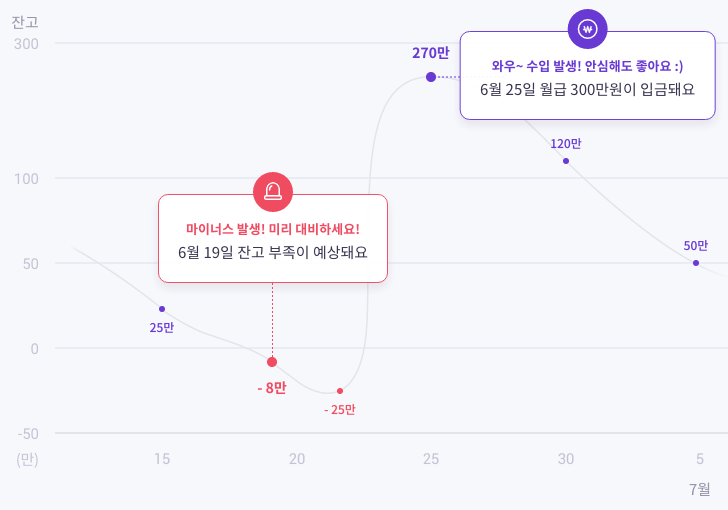 잔고
300
100
50
0
-50
(만)
270만
₩
와우~ 수입 발생! 안심해도 좋아요 :)
6월 25일 월급 300만원이 입금돼요
120만
50만
마이너스 발생! 미리 대비하세요!
6월 19일 잔고 부족이 예상돼요
25만
- 8만
- 25만
15
20
25
30
5
7월